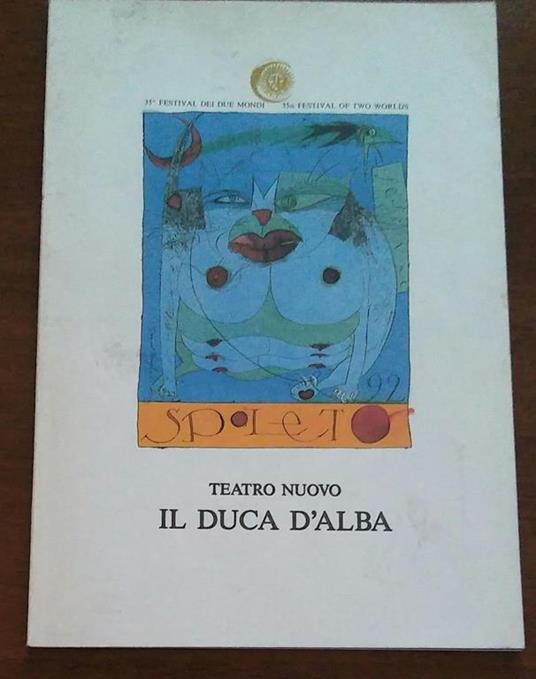 35° FESTIVAL DEI DUE MONDI 35th FESTIVAL OF TWO WORLDS
92
SPOLETO
TEATRO NUOVO
IL DUCA D'ALBA